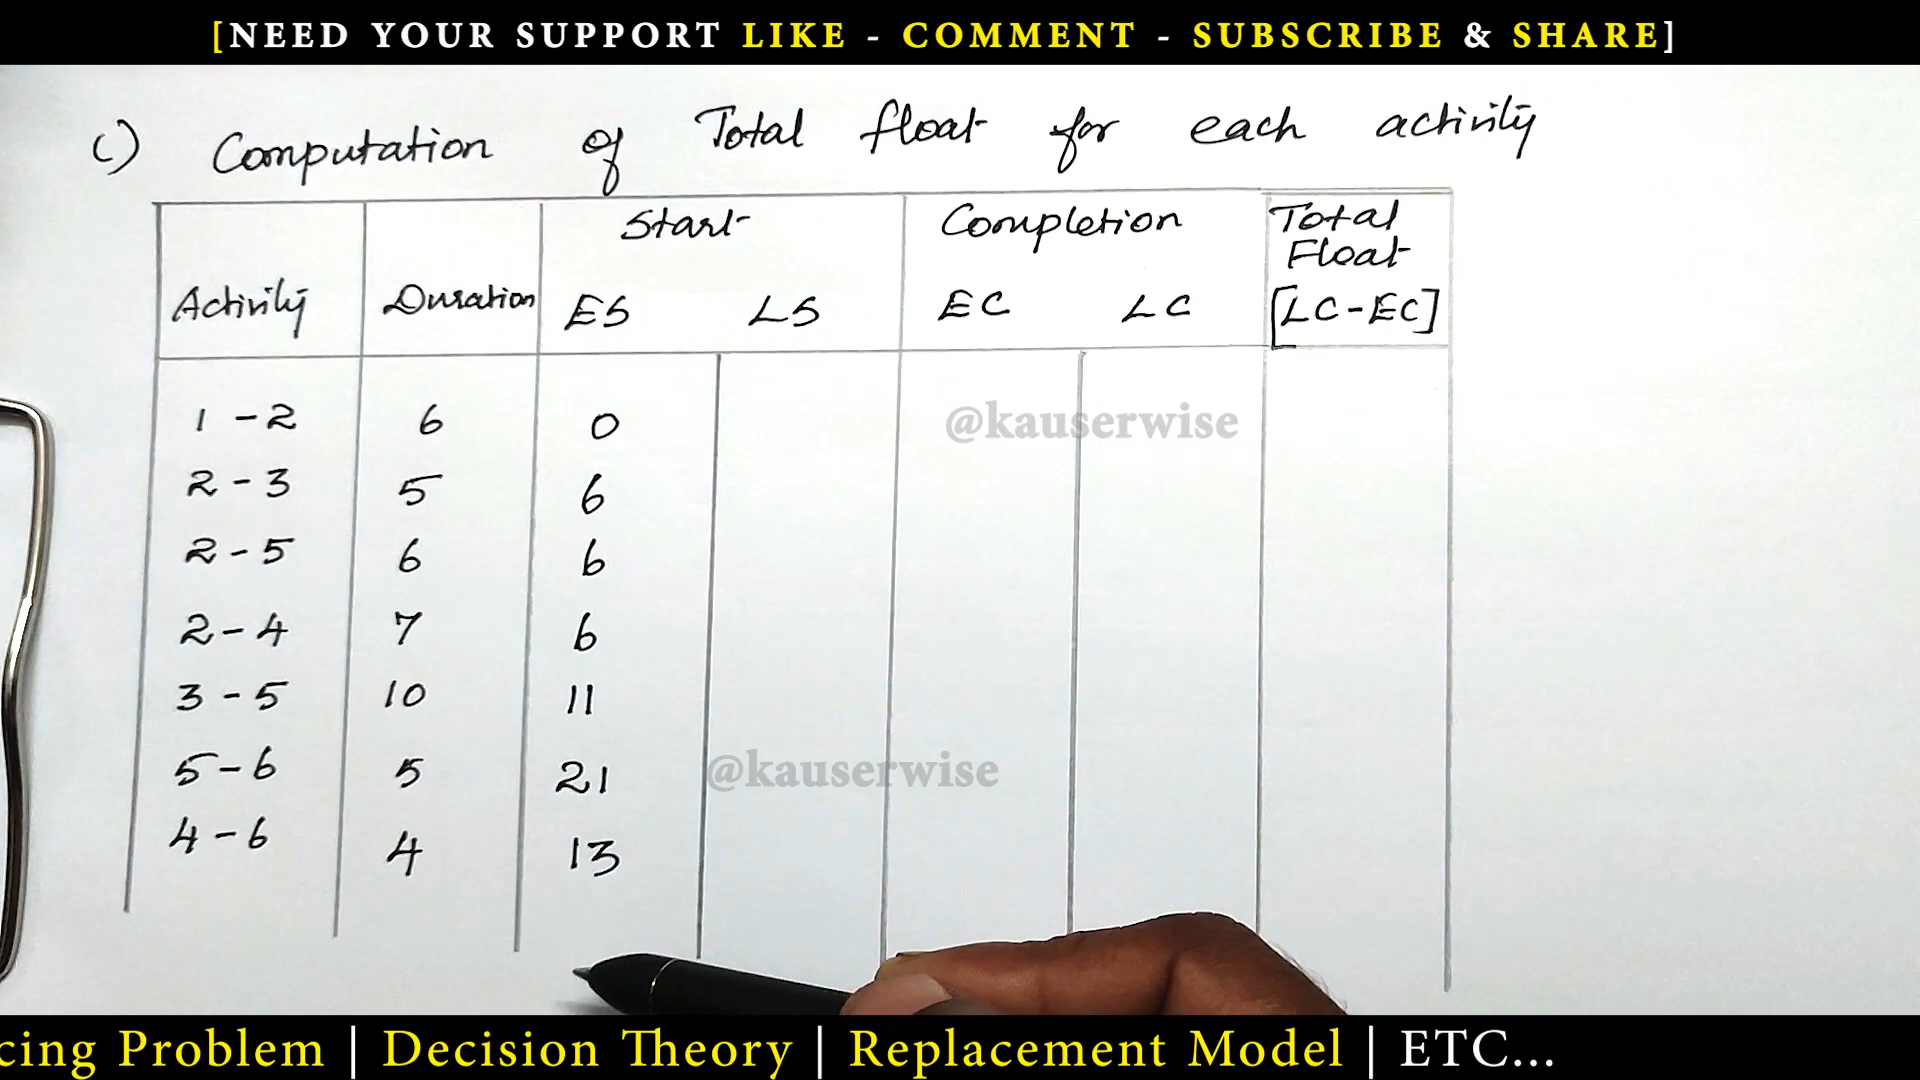 [NEED YOUR SUPPORT LIKE - COMMENT - SUBSCRIBE & SHARE]
c) Computation of Total float for each activity
Start Completion Total Float
Activity Duration ES LS EC LC [LC-EC]
1-2 6 0
@kauserwise
2-3 5 6
2-5 6 6
2-4 7 6
3-5 10 11
5-6 5 21
@kauserwise
4-6 4 13
cing Problem | Decision Theory | Replacement Model | ETC...